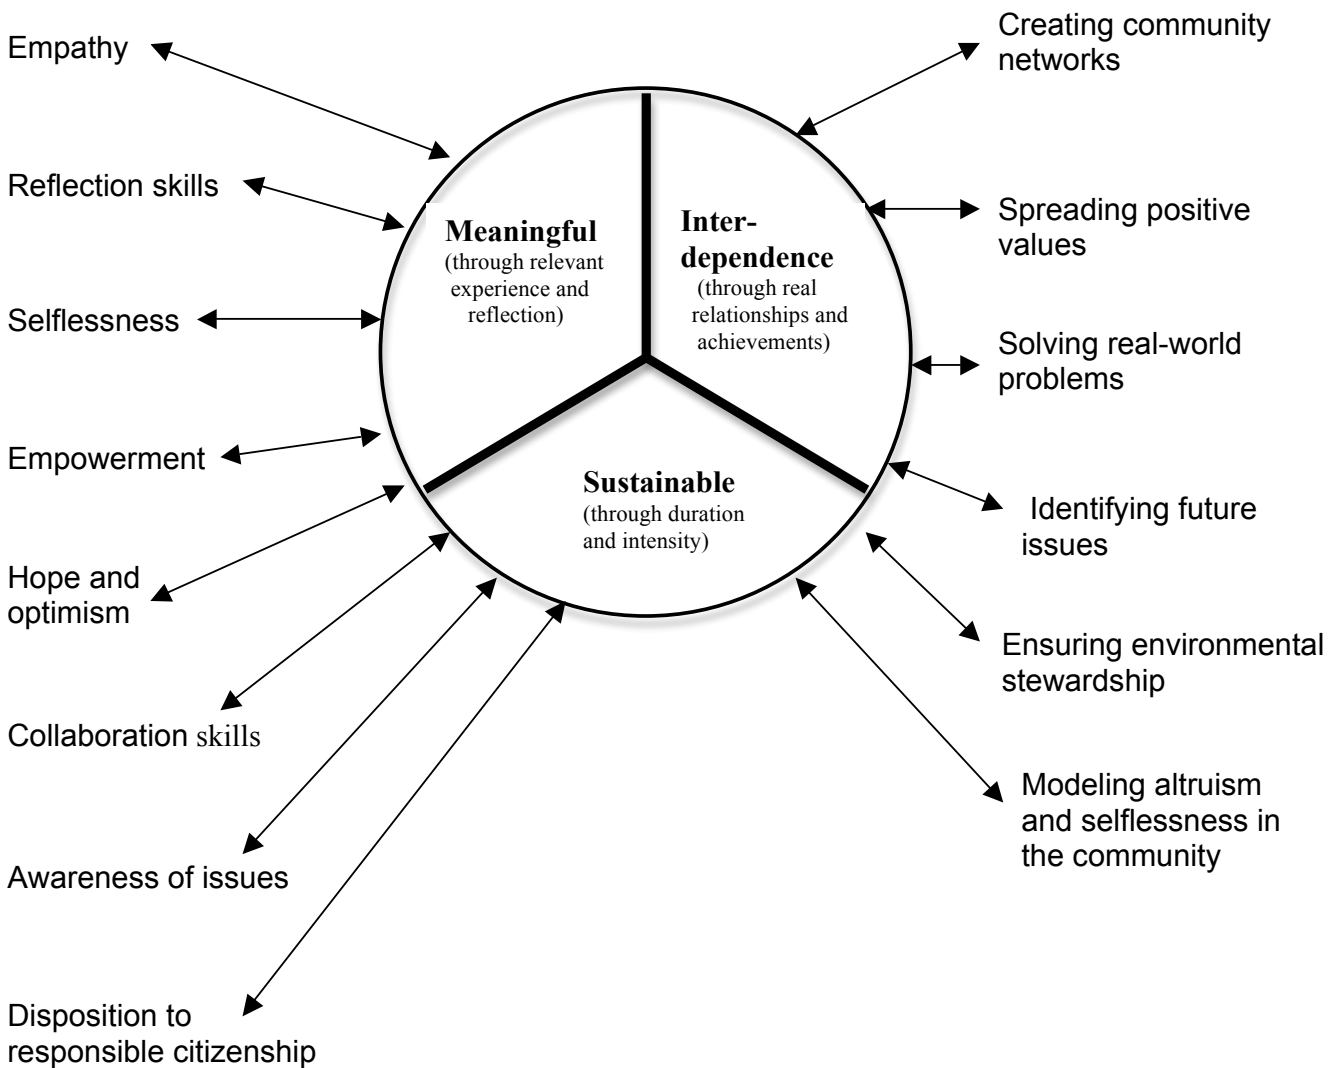 Empathy
Reflection skills
Selflessness
Empowerment
Hope and
optimism
Collaboration skills
Awareness of issues
Disposition to
responsible citizenship
Meaningful
(through relevant
experience and
reflection)
Inter-
dependence
(through real
relationships and
achievements)
Sustainable
(through duration
and intensity)
Creating community
networks
Spreading positive
values
Solving real-world
problems
Identifying future
issues
Ensuring environmental
stewardship
Modeling altruism
and selflessness in
the community